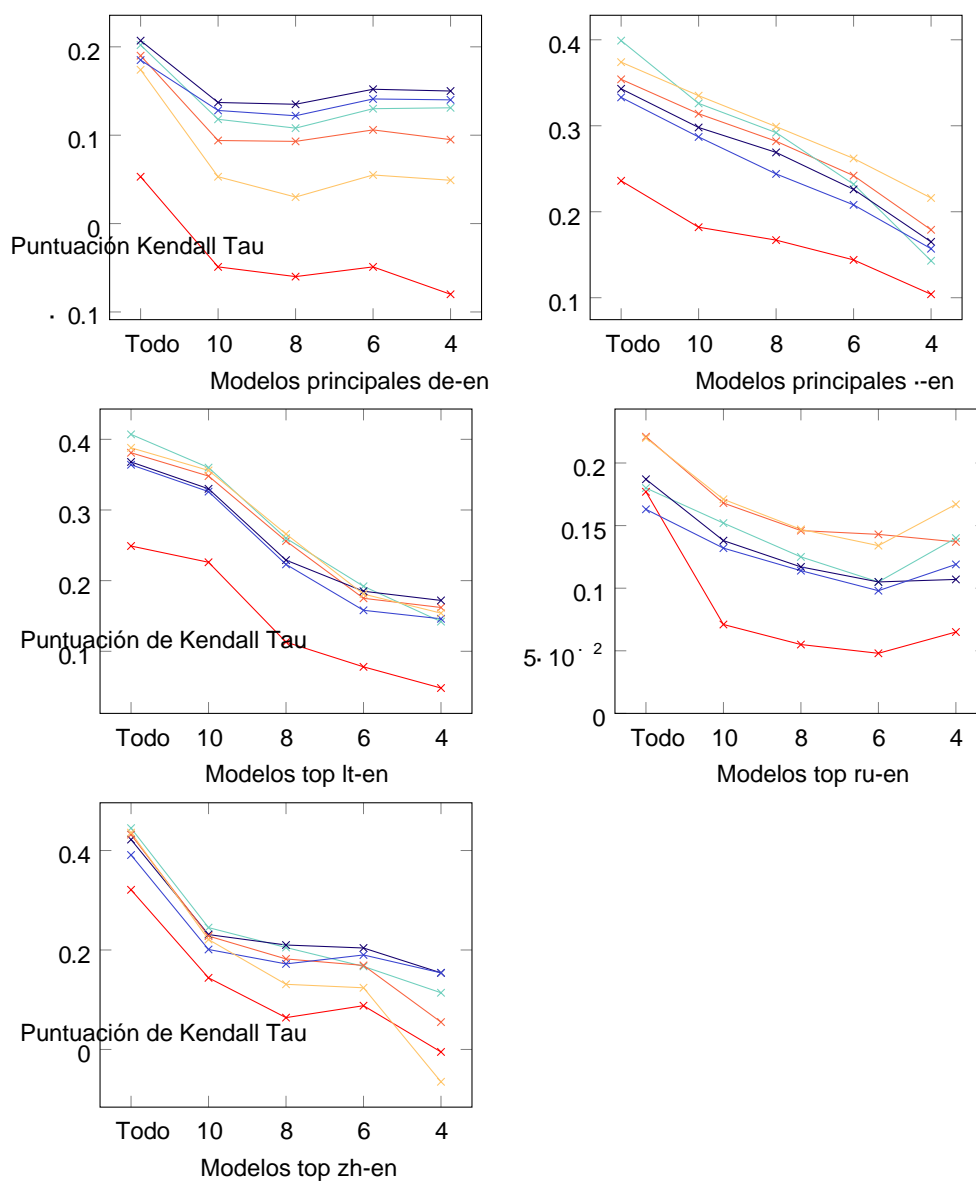 0.2
0.1
0
Puntuación Kendall Tau
· 0.1
Todo 10 8 6 4
Modelos principales de-en
0.4
0.3
0.2
0.1
Todo 10 8 6 4
Modelos principales ·-en
0.4
0.3
0.2
Puntuación de Kendall Tau
0.1
Todo 10 8 6 4
Modelos top lt-en
0.2
0.15
0.1
5· 10· 2
0
Todo 10 8 6 4
Modelos top ru-en
0.4
0.2
Puntuación de Kendall Tau
0
Todo 10 8 6 4
Modelos top zh-en